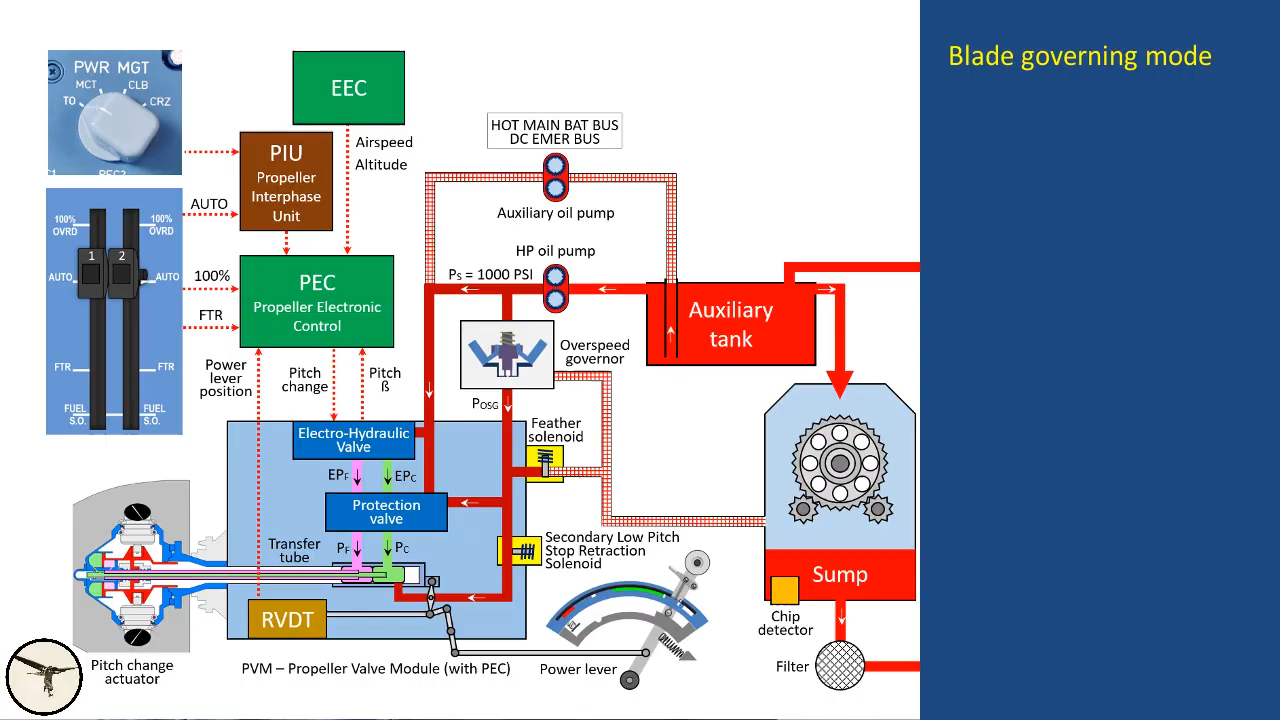 Blade governing mode
PWR MGT
MCT
CLB
TO
CRZ
EEC
Airspeed
Altitude
PIU
Propeller
Interphase
Unit
AUTO
HOT MAIN BAT BUS
DC EMER BUS
Auxiliary oil pump
HP oil pump
PS = 1000 PSI
100%
OVRD
100%
OVRD
1
2
AUTO
AUTO
FTR
FTR
FUEL
S.O.
FUEL
S.O.
100%
FTR
PEC
Propeller Electronic
Control
Auxiliary
tank
Overspeed
governor
Power
lever
position
Pitch
change
Pitch
ß
POSG
Feather
solenoid
Electro-Hydraulic
Valve
EPF
EPC
Protection
valve
Transfer
tube
PF
PC
Secondary Low Pitch
Stop Retraction
Solenoid
RVDT
Sump
Chip
detector
Filter
Pitch change
actuator
PVM – Propeller Valve Module (with PEC)
Power lever